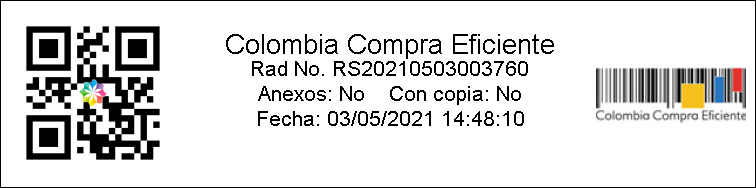 Colombia Compra Eficiente
Rad No. RS20210503003760
Anexos: No    Con copia: No
Fecha: 03/05/2021 14:48:10
Colombia Compra Eficiente